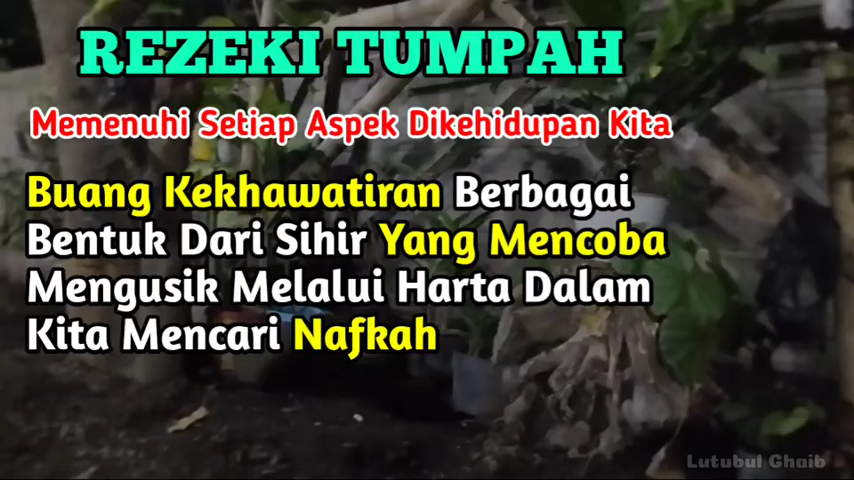 REZEKI TUMPAH
Memenuhi Setiap Aspek Dikehidupan Kita
Buang Kekhawatiran Berbagai
Bentuk Dari Sihir Yang Mencoba
Mengusik Melalui Harta Dalam
Kita Mencari Nafkah
Lutubul Ghaib